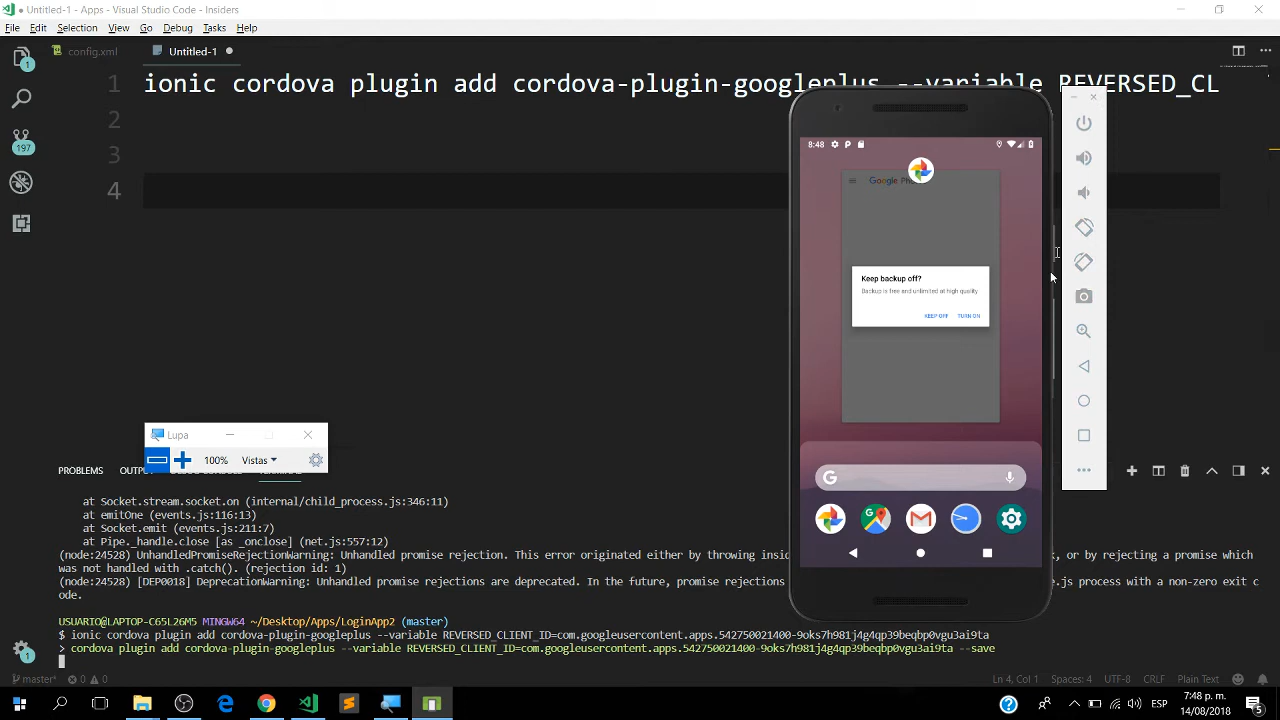 ● Untitled-1 - Apps - Visual Studio Code - Insiders
File Edit Selection View Go Debug Tasks Help
config.xml Untitled-1 ●
1 ionic cordova plugin add cordova-plugin-googleplus --variable REVERSED_CL
2
3
4
1
197
8:48
Google
Keep backup off?
Backup is free and unlimited at high quality
KEEP OFF TURN ON
Lupa
100% Vistas
PROBLEMS
at Socket.stream.socket.on (internal/child_process.js:346:11)
at emitOne (events.js:116:13)
at Socket.emit (events.js:211:7)
at Pipe._handle.close [as _onclose] (net.js:557:12)
(node:24528) UnhandledPromiseRejectionWarning: Unhandled promise rejection. This error originated either by throwing insi k, or by rejecting a promise which
was not handled with .catch(). (rejection id: 1)
(node:24528) [DEP0018] DeprecationWarning: Unhandled promise rejections are deprecated. In the future, promise rejections e.js process with a non-zero exit c
ode.
USUARIO@LAPTOP-C65L26M5 MINGW64 ~/Desktop/Apps/LoginApp2 (master)
$ ionic cordova plugin add cordova-plugin-googleplus --variable REVERSED_CLIENT_ID=com.googleusercontent.apps.542750021400-9oks7h981j4g4qp39beqbp0vgu3ai9ta
> cordova plugin add cordova-plugin-googleplus --variable REVERSED_CLIENT_ID=com.googleusercontent.apps.542750021400-9oks7h981j4g4qp39beqbp0vgu3ai9ta --save
1
master* 0 0 Ln 4, Col 1 Spaces: 4 UTF-8 CRLF Plain Text
ESP
7:48 p. m.
14/08/2018
5